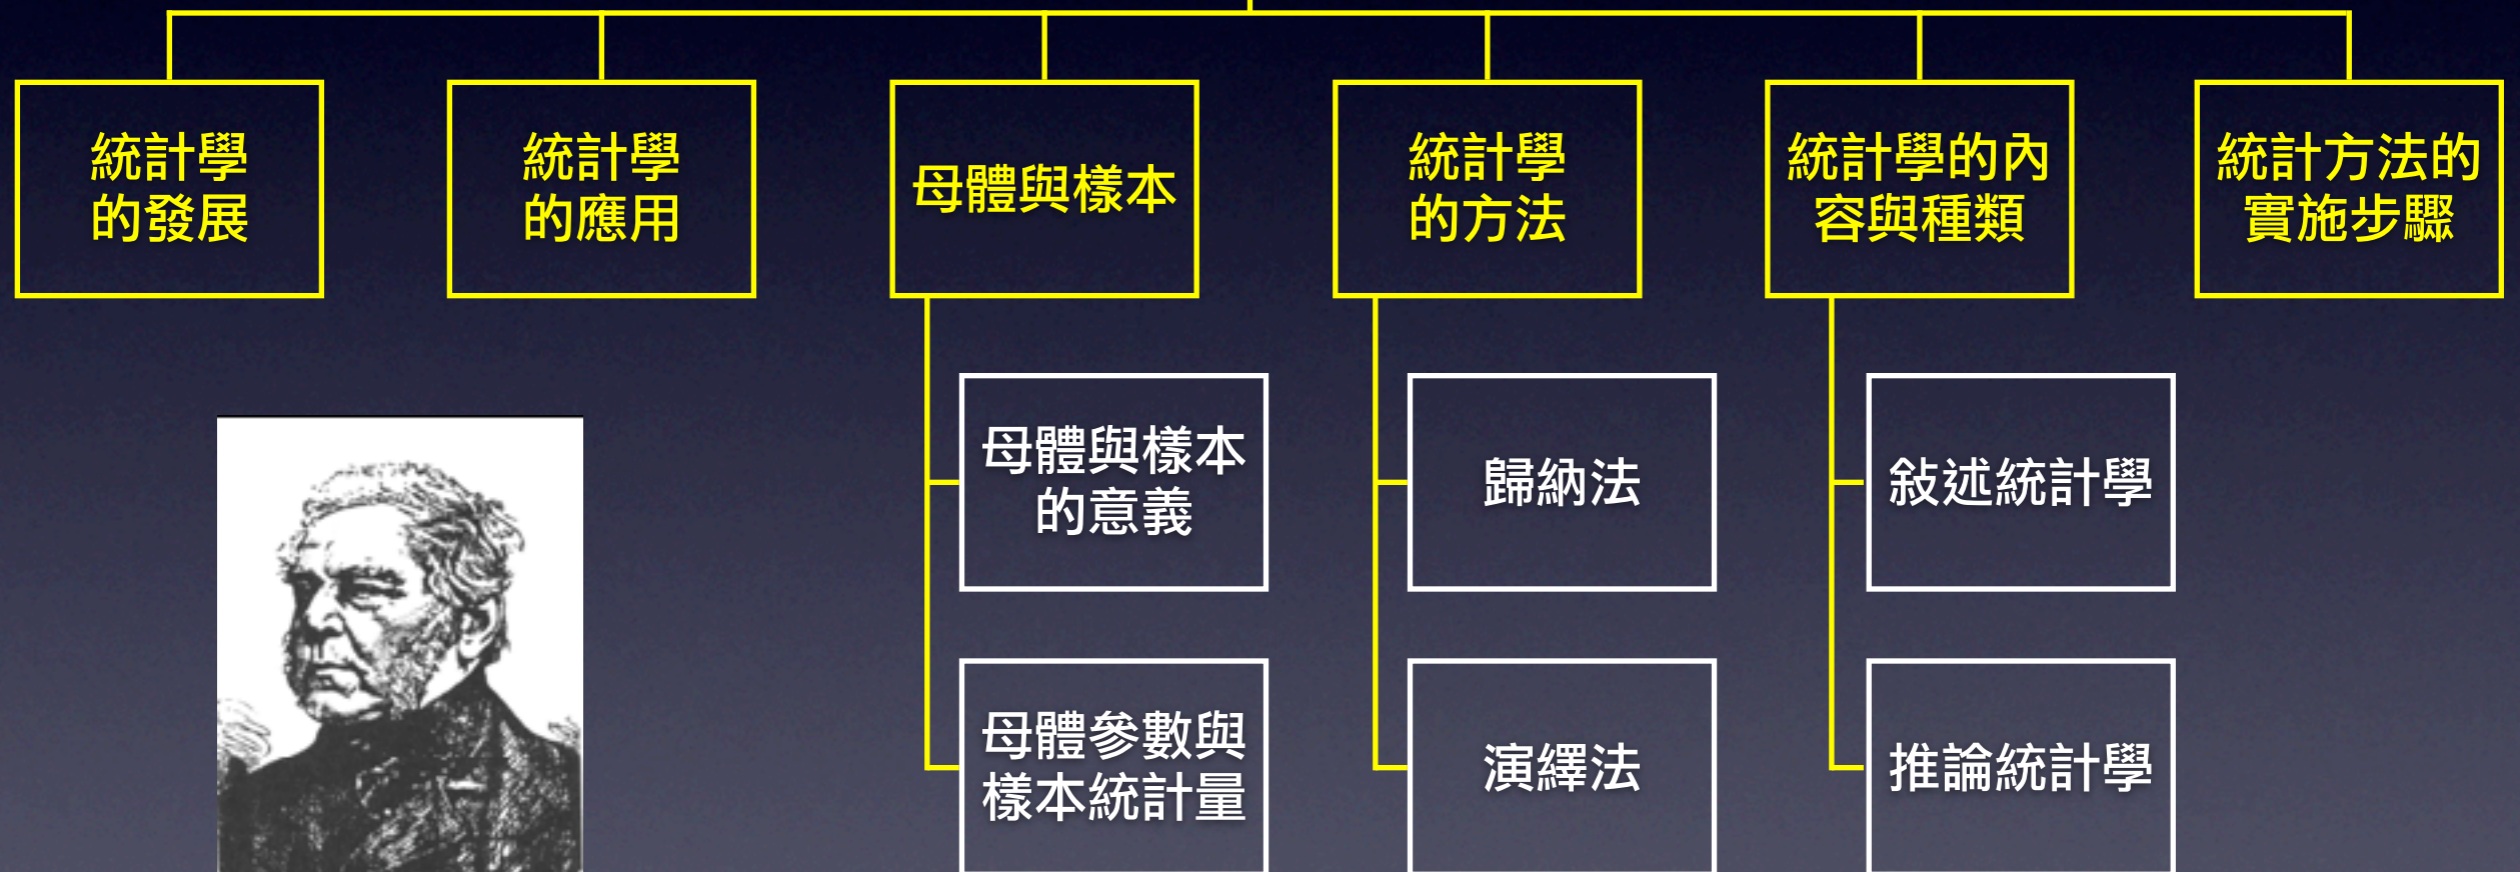 統計學
的發展
統計學
的應用
母體與樣本
統計學
的方法
統計學的內
容與種類
統計方法的
實施步驟
母體與樣本
的意義
歸納法
敍述統計學
母體參數與
樣本統計量
演繹法
推論統計學